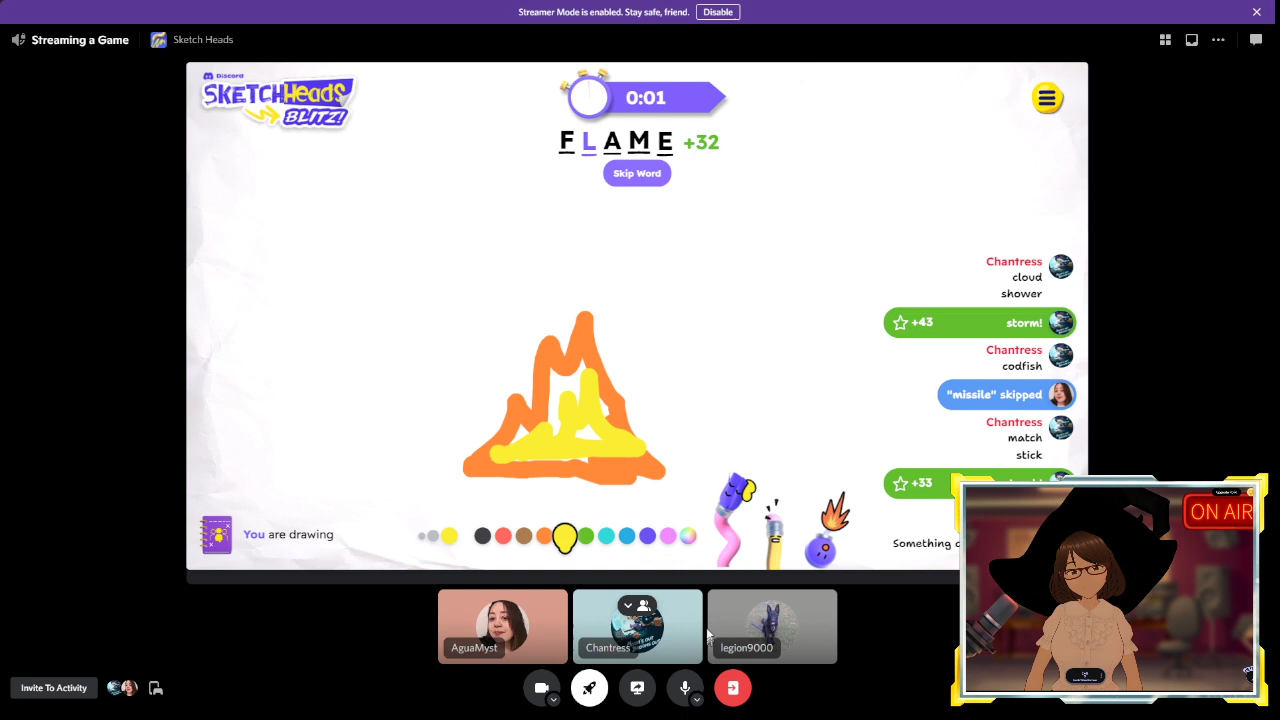 Streamer Mode is enabled. Stay safe, friend. Disable
Streaming a Game Sketch Heads
Discord
SKETCHHeadS
BLITZ!
0:01
FLAME +32
Skip Word
Chantress
cloud
shower
+43 storm!
Chantress
codfish
"missile" skipped
Chantress
match
stick
+33
You are drawing
Something
ON AIR
AguaMyst
Chantress
legion9000
Invite To Activity